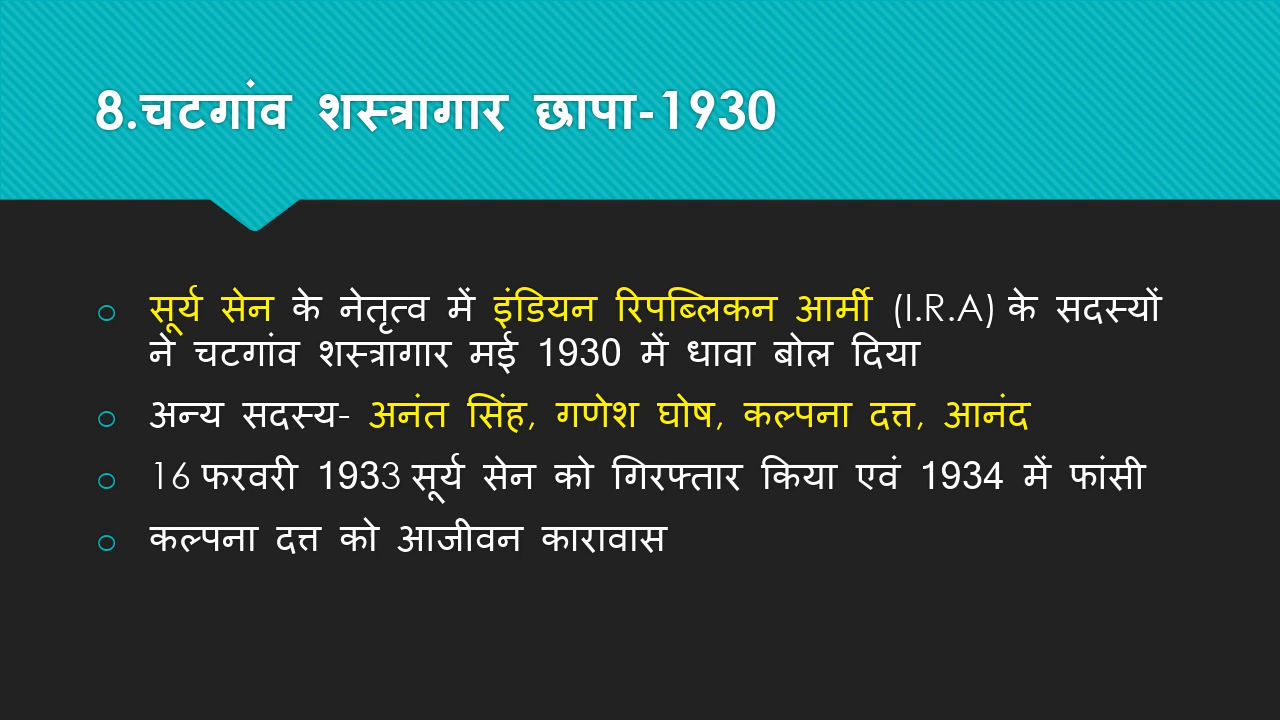 8.चटगांव शस्त्रागार छापा-1930
सूर्य सेन के नेतृत्व में इंडियन रिपब्लिकन आर्मी (I.R.A) के सदस्यों
ने चटगांव शस्त्रागार मई 1930 में धावा बोल दिया
अन्य सदस्य- अनंत सिंह, गणेश घोष, कल्पना दत्त, आनंद
16 फरवरी 1933 सूर्य सेन को गिरफ्तार किया एवं 1934 में फांसी
कल्पना दत्त को आजीवन कारावास